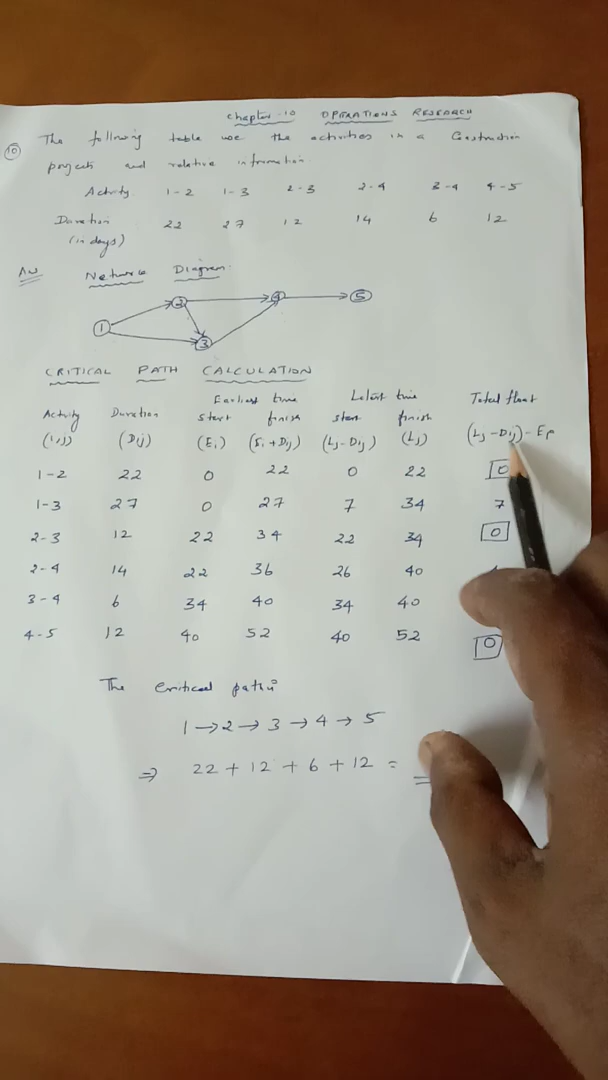 Chapter-10 OPERATIONS RESEARCH
(10) The following table use the activities in a Construction
projects and relative information.
Activity 1-2 1-3 2-3 2-4 3-4 4-5
Duration 22 27 12 14 6 12
(in days)
Network Diagram.
1 2 3 4 5
CRITICAL PATH CALCULATION
Earliest time Latest time Total float
Activity Duration start finish start finish
(i,j) (Dij) (Ei) (Ei + Dij) (Lj-Dij) (Lj) (Lj-Dij)-
1-2 22 0 22 0 22 0
1-3 27 0 27 7 34 7
2-3 12 22 34 22 34 0
2-4 14 22 36 26 40
3-4 6 34 40 34 40
4-5 12 40 52 40 52 0
The critical path is
1 → 2 → 3 → 4 → 5
⇒ 22 + 12 + 6 + 12 =